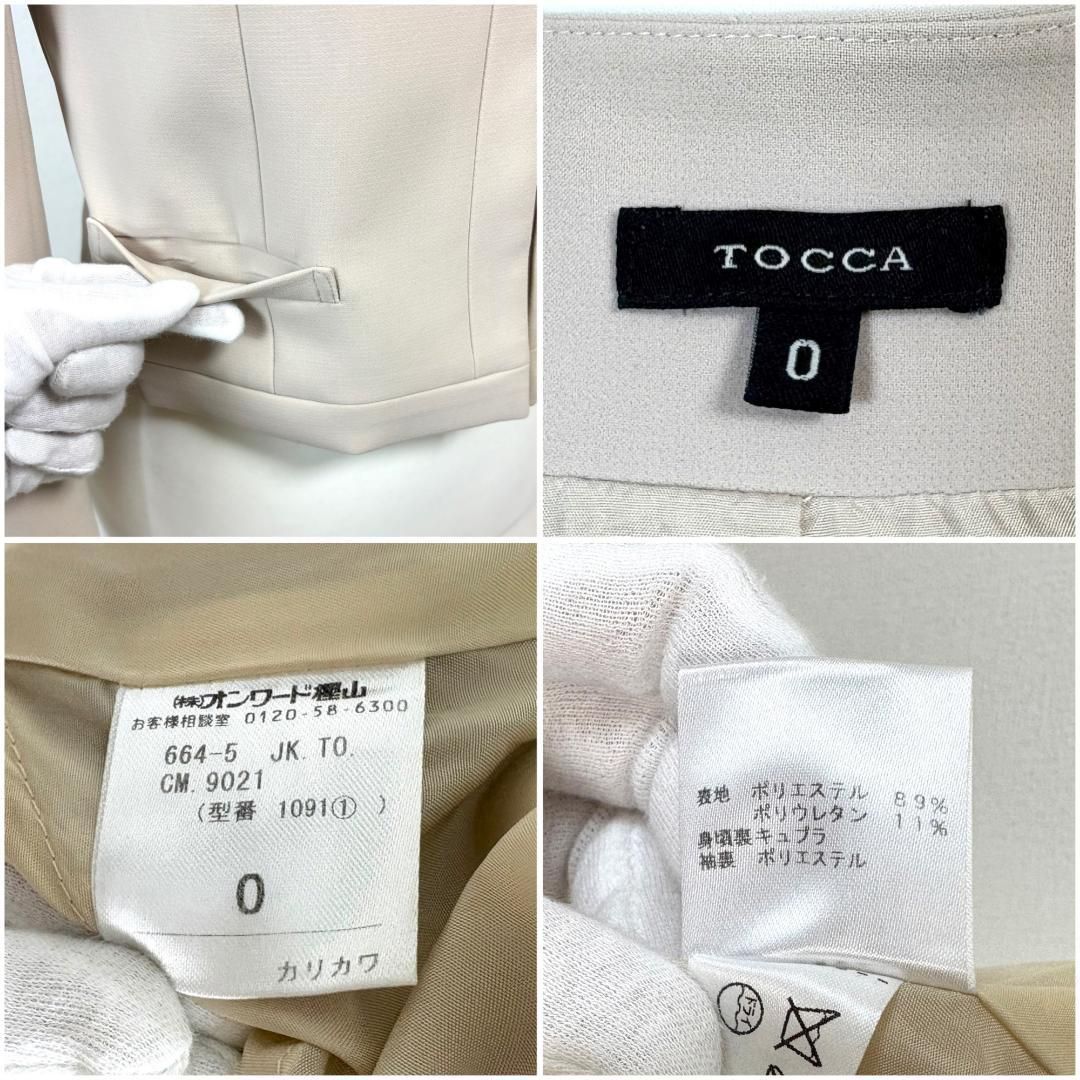 TOCCA
0
(株)オンワード樫山
お客様相談室 0120-58-6300
664-5 JK. TO.
CM. 9021
(型番 1091① )
0
カリカワ
表地 ポリエステル 89%
ポリウレタン 11%
身頃裏キュプラ
袖裏 ポリエステル
ドライ